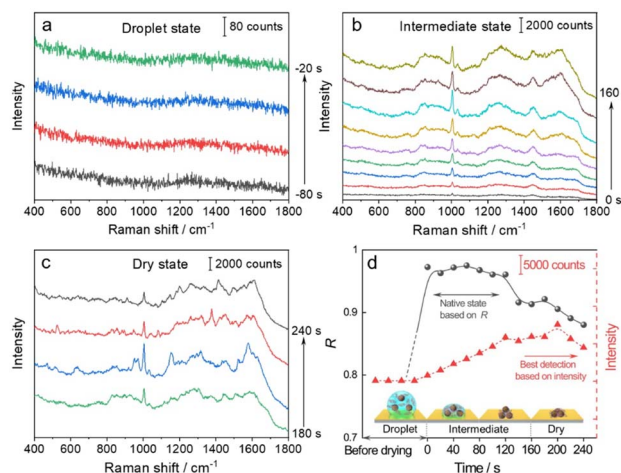 a
Droplet state
80 counts
-20 s
-80 s
Intensity
400 600 800 1000 1200 1400 1600 1800
Raman shift / cm⁻¹
b
Intermediate state
2000 counts
160
0 s
Intensity
400 600 800 1000 1200 1400 1600 1800
Raman shift / cm⁻¹
c
Dry state
2000 counts
240 s
180 s
Intensity
400 600 800 1000 1200 1400 1600 1800
Raman shift / cm⁻¹
d
5000 counts
1
0.9
0.8
0.7
R
Native state
based on R
Best detection
based on intensity
Intensity
Droplet Intermediate Dry
Before drying
0 40 80 120 160 200 240
Time / s